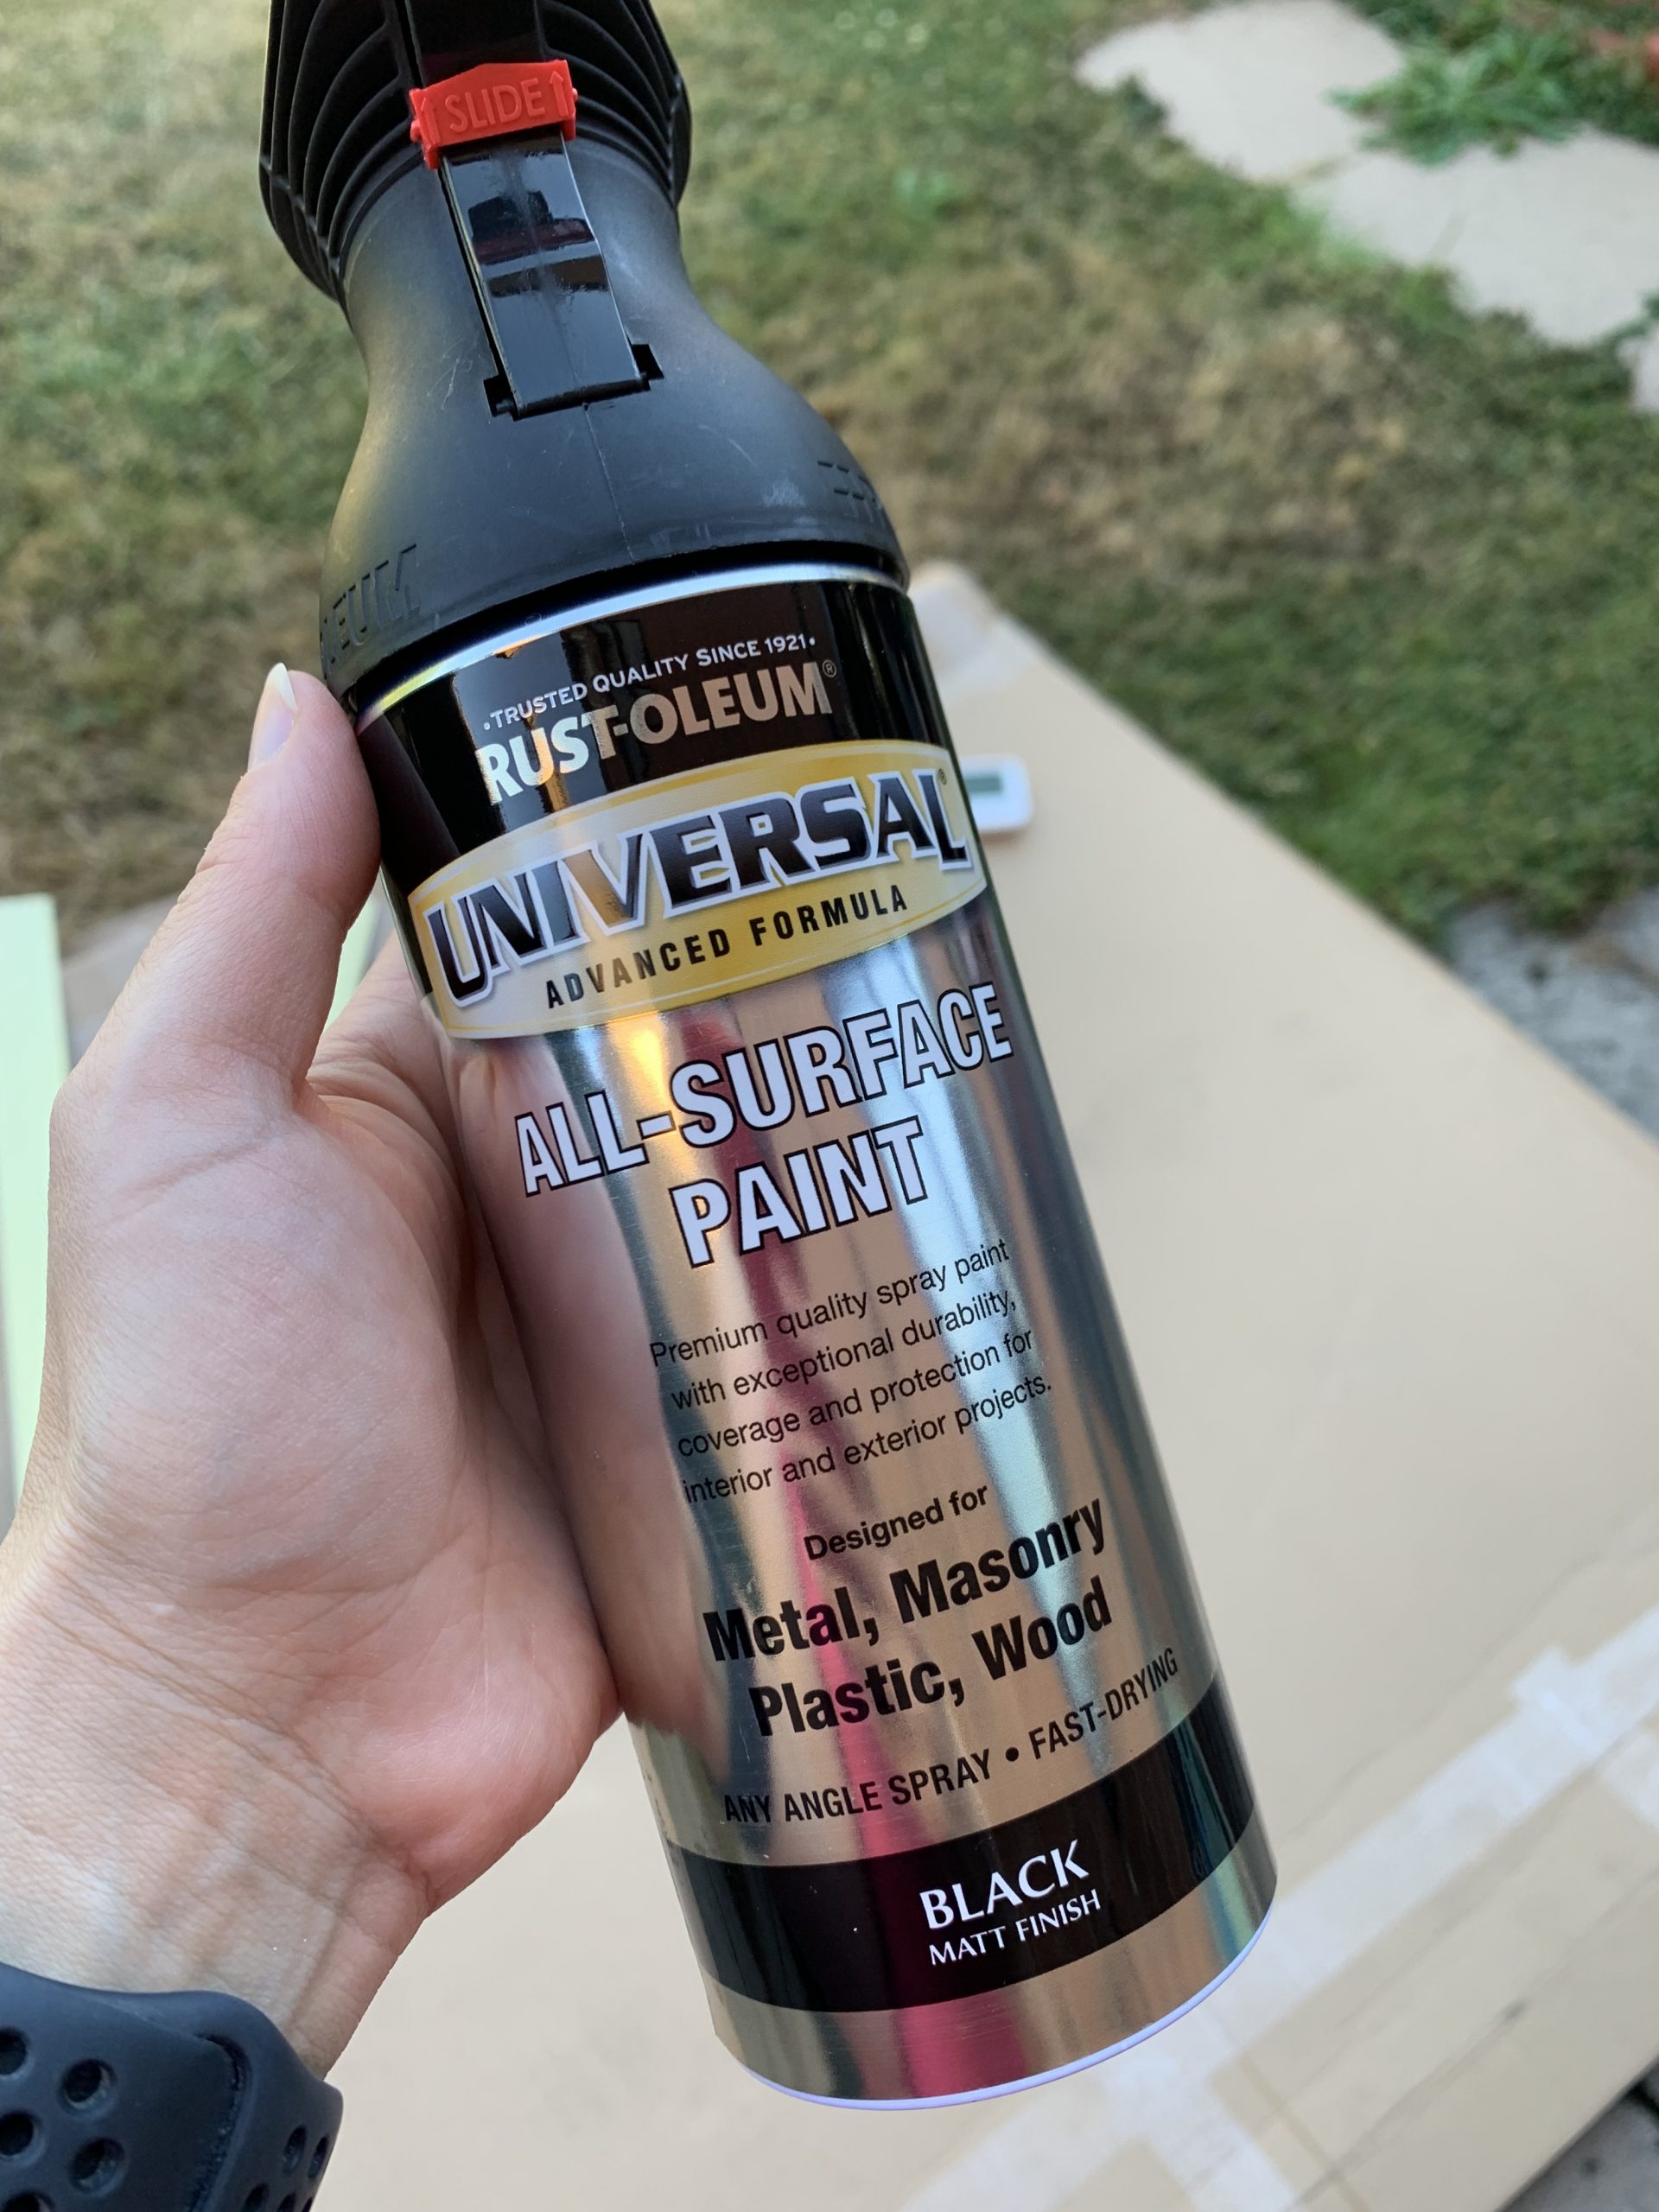 SLIDE
•TRUSTED QUALITY SINCE 1921•
RUST-OLEUM®
UNIVERSAL®
ADVANCED FORMULA
ALL-SURFACE
PAINT
Premium quality spray paint
with exceptional durability,
coverage and protection for
interior and exterior projects.
Designed for
Metal, Masonry
Plastic, Wood
ANY ANGLE SPRAY • FAST-DRYING
BLACK
MATT FINISH